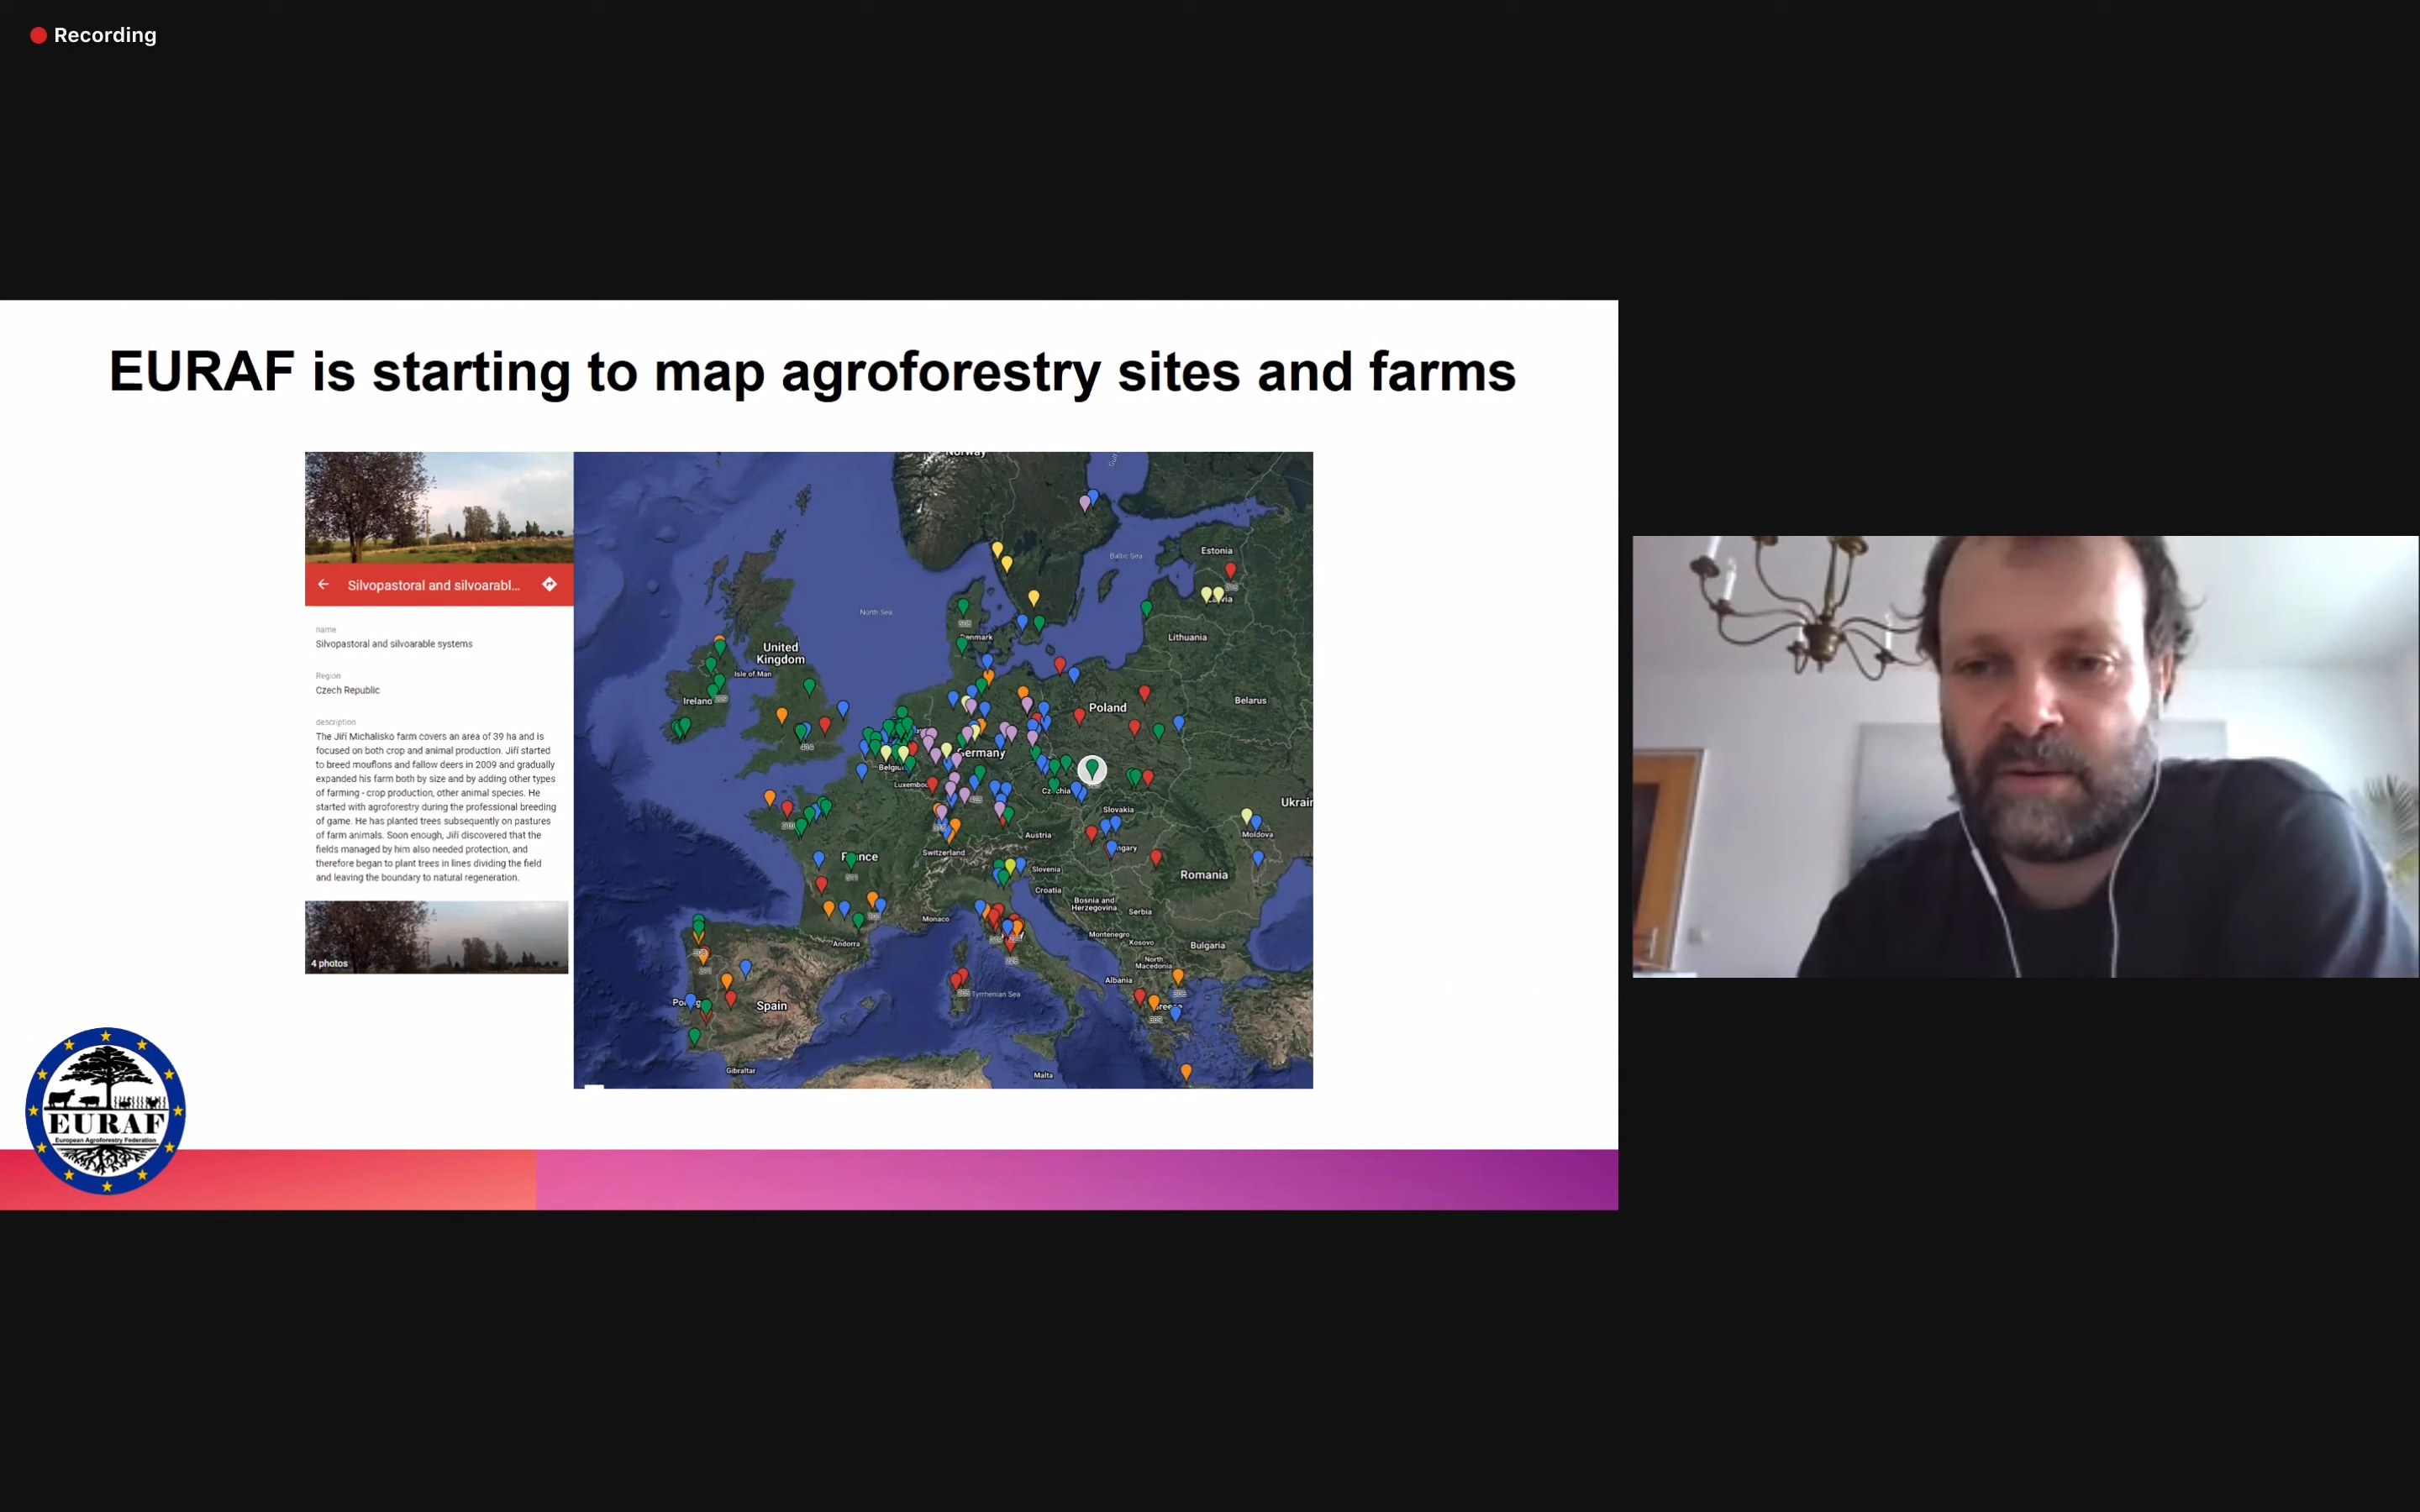 Recording
EURAF is starting to map agroforestry sites and farms
Silvopastoral and silvoarabl...
name
Silvopastoral and silvoarable systems
Region
Czech Republic
description
The Jiří Michalisko farm covers an area of 39 ha and is
focused on both crop and animal production. Jiří started
to breed mouflons and fallow deers in 2009 and gradually
expanded his farm both by size and by adding other types
of farming - crop production, other animal species. He
started with agroforestry during the professional breeding
of game. He has planted trees subsequently on pastures
of farm animals. Soon enough, Jiří discovered that the
fields managed by him also needed protection, and
therefore began to plant trees in lines dividing the field
and leaving the boundary to natural regeneration.
4 photos
Norway
Estonia
Baltic Sea
North Sea
Denmark
Lithuania
United
Kingdom
Isle of Man
Ireland
Belarus
Poland
Germany
Belgiu
Luxembou
Cz chia
Slovakia
Ukrair
Moldova
Austria
ngary
France
Switzerland
Slovenia
Romania
Croatia
Bosnia and
Herzegovina
Serbia
Monaco
Montenegro
Kosovo
Bulgaria
Andorra
North
Macedonia
Albania
Tyrrhenian Sea
Spain
Gibraltar
Malta
EURAF
European Agroforestry Federation